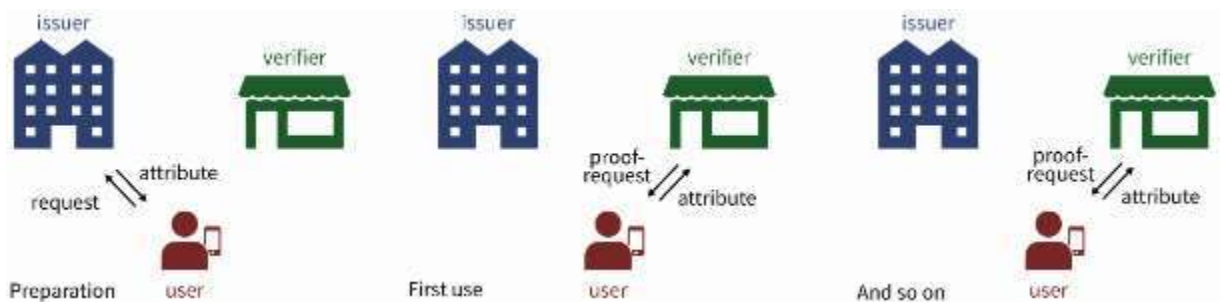 issuer
verifier
attribute
request
Preparation
user
issuer
verifier
proof-
request
attribute
First use
user
issuer
verifier
proof-
request
attribute
And so on
user